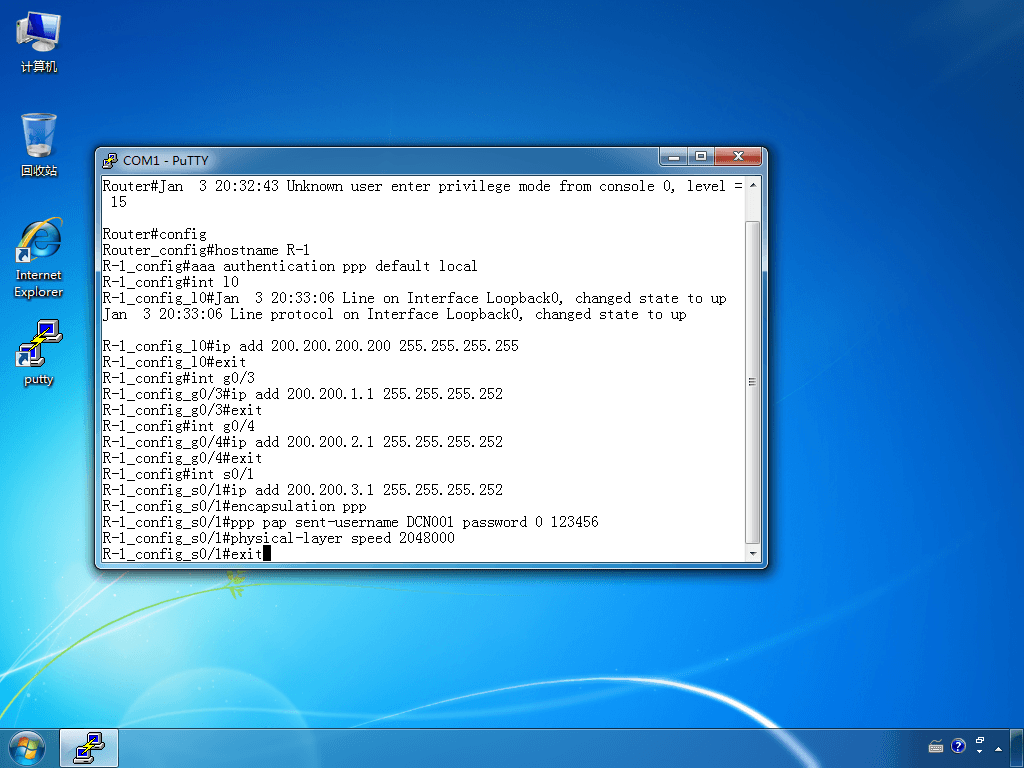 计算机
回收站
Internet
Explorer
putty
COM1 - PuTTY
Router#Jan  3 20:32:43 Unknown user enter privilege mode from console 0, level =
 15
Router#config
Router_config#hostname R-1
R-1_config#aaa authentication ppp default local
R-1_config#int l0
R-1_config_l0#Jan  3 20:33:06 Line on Interface Loopback0, changed state to up
Jan  3 20:33:06 Line protocol on Interface Loopback0, changed state to up
R-1_config_l0#ip add 200.200.200.200 255.255.255.255
R-1_config_l0#exit
R-1_config#int g0/3
R-1_config_g0/3#ip add 200.200.1.1 255.255.255.252
R-1_config_g0/3#exit
R-1_config#int g0/4
R-1_config_g0/4#ip add 200.200.2.1 255.255.255.252
R-1_config_g0/4#exit
R-1_config#int s0/1
R-1_config_s0/1#ip add 200.200.3.1 255.255.255.252
R-1_config_s0/1#encapsulation ppp
R-1_config_s0/1#ppp pap sent-username DCN001 password 0 123456
R-1_config_s0/1#physical-layer speed 2048000
R-1_config_s0/1#exit